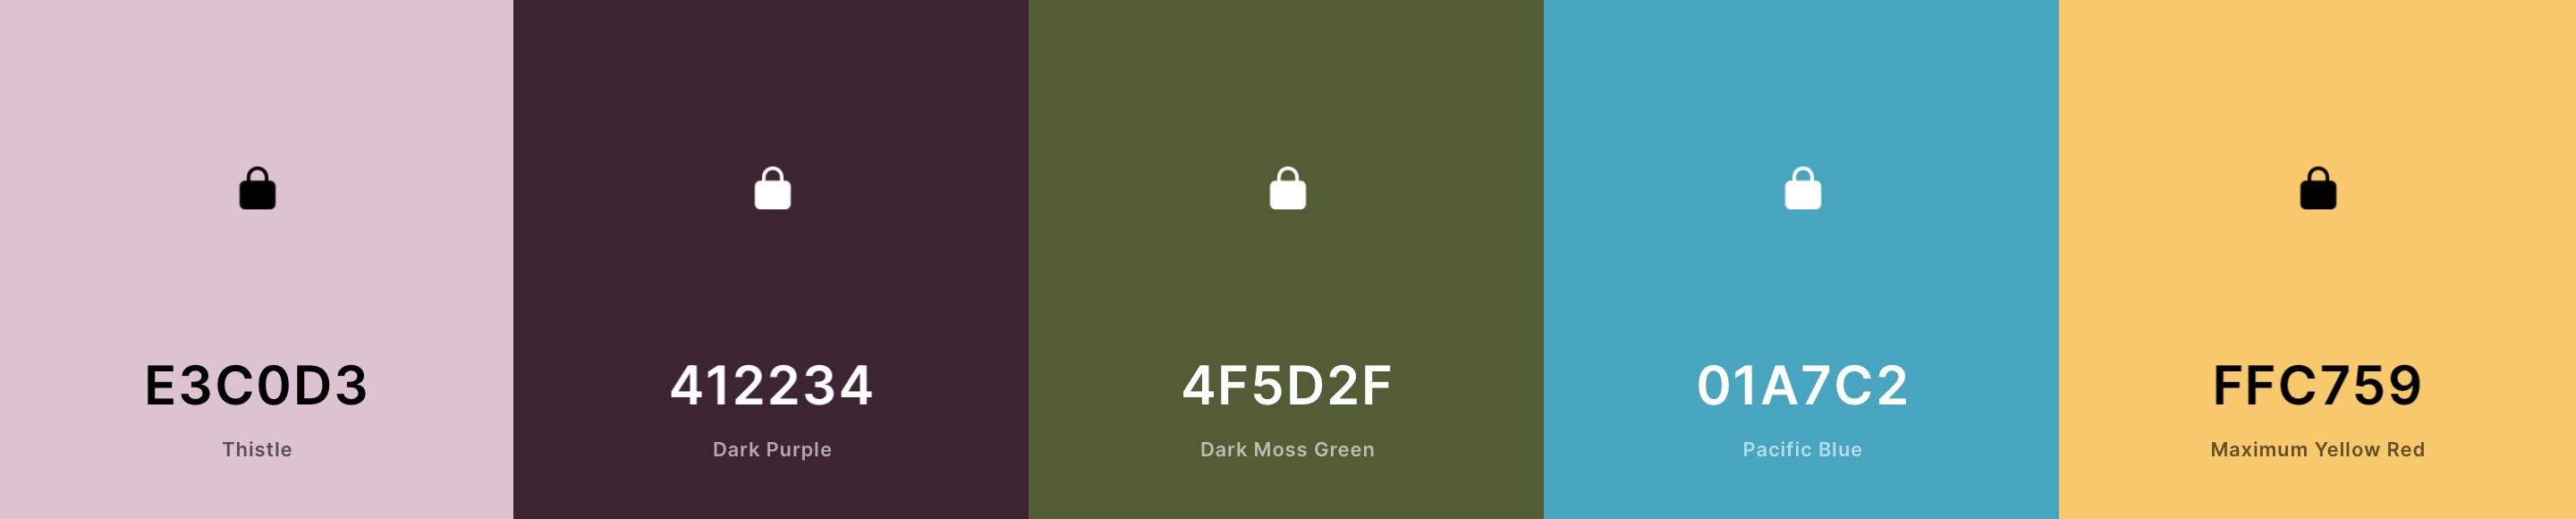 E3C0D3
Thistle
412234
Dark Purple
4F5D2F
Dark Moss Green
01A7C2
Pacific Blue
FFC759
Maximum Yellow Red